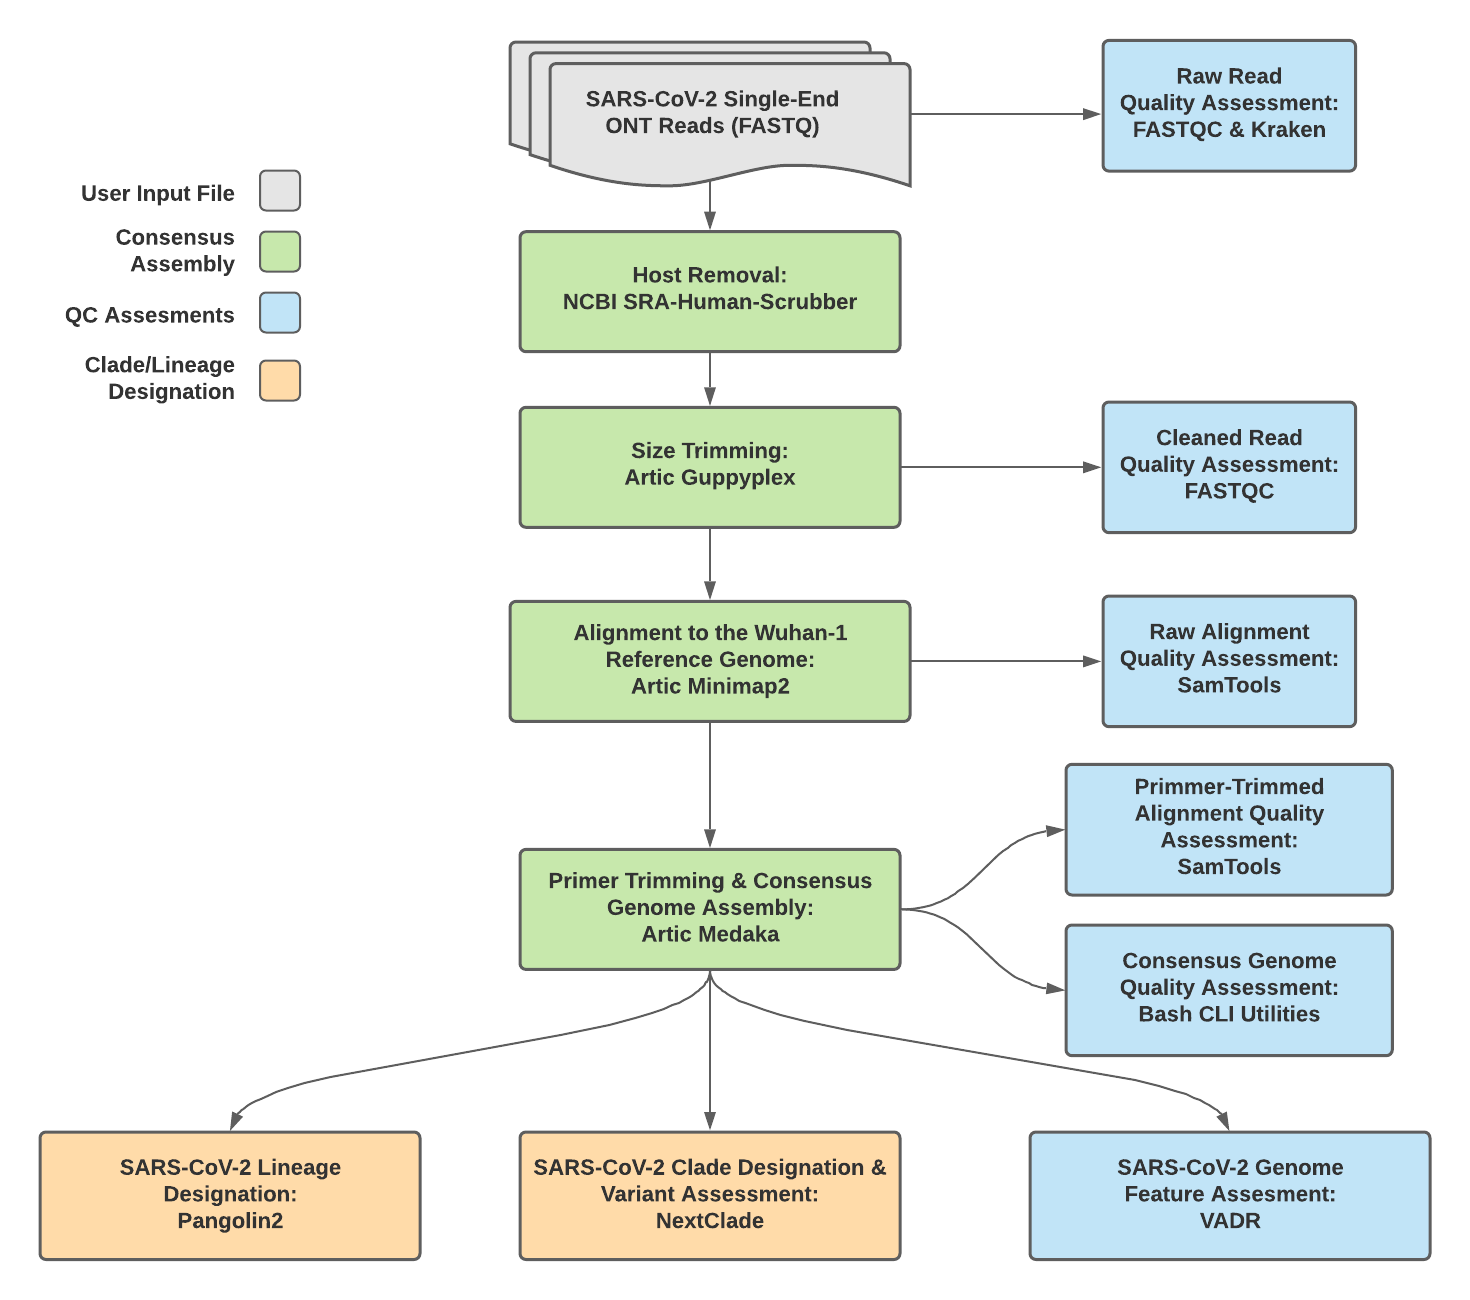 SARS-CoV-2 Single-End
ONT Reads (FASTQ)
Raw Read
Quality Assessment:
FASTQC & Kraken
User Input File
Consensus
Assembly
QC Assesments
Clade/Lineage
Designation
Host Removal:
NCBI SRA-Human-Scrubber
Size Trimming:
Artic Guppyplex
Cleaned Read
Quality Assessment:
FASTQC
Alignment to the Wuhan-1
Reference Genome:
Artic Minimap2
Raw Alignment
Quality Assessment:
SamTools
Primer Trimming & Consensus
Genome Assembly:
Artic Medaka
Primmer-Trimmed
Alignment Quality
Assessment:
SamTools
Consensus Genome
Quality Assessment:
Bash CLI Utilities
SARS-CoV-2 Lineage
Designation:
Pangolin2
SARS-CoV-2 Clade Designation &
Variant Assessment:
NextClade
SARS-CoV-2 Genome
Feature Assesment:
VADR